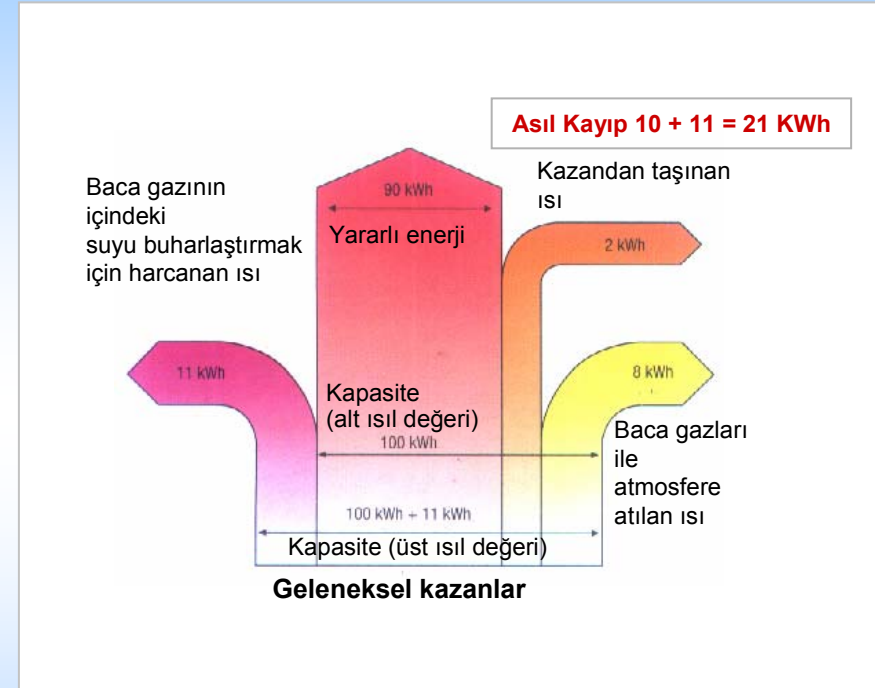 Asıl Kayıp 10 + 11 = 21 KWh
Baca gazının
içindeki
suyu buharlaştırmak
için harcanan ısı
90 kWh
Yararlı enerji
Kazandan taşınan
ısı
2 kWh
11 kWh
Kapasite
(alt ısıl değeri)
100 kWh
8 kWh
Baca gazları
ile
atmosfere
atılan ısı
100 kWh + 11 kWh
Kapasite (üst ısıl değeri)
Geleneksel kazanlar